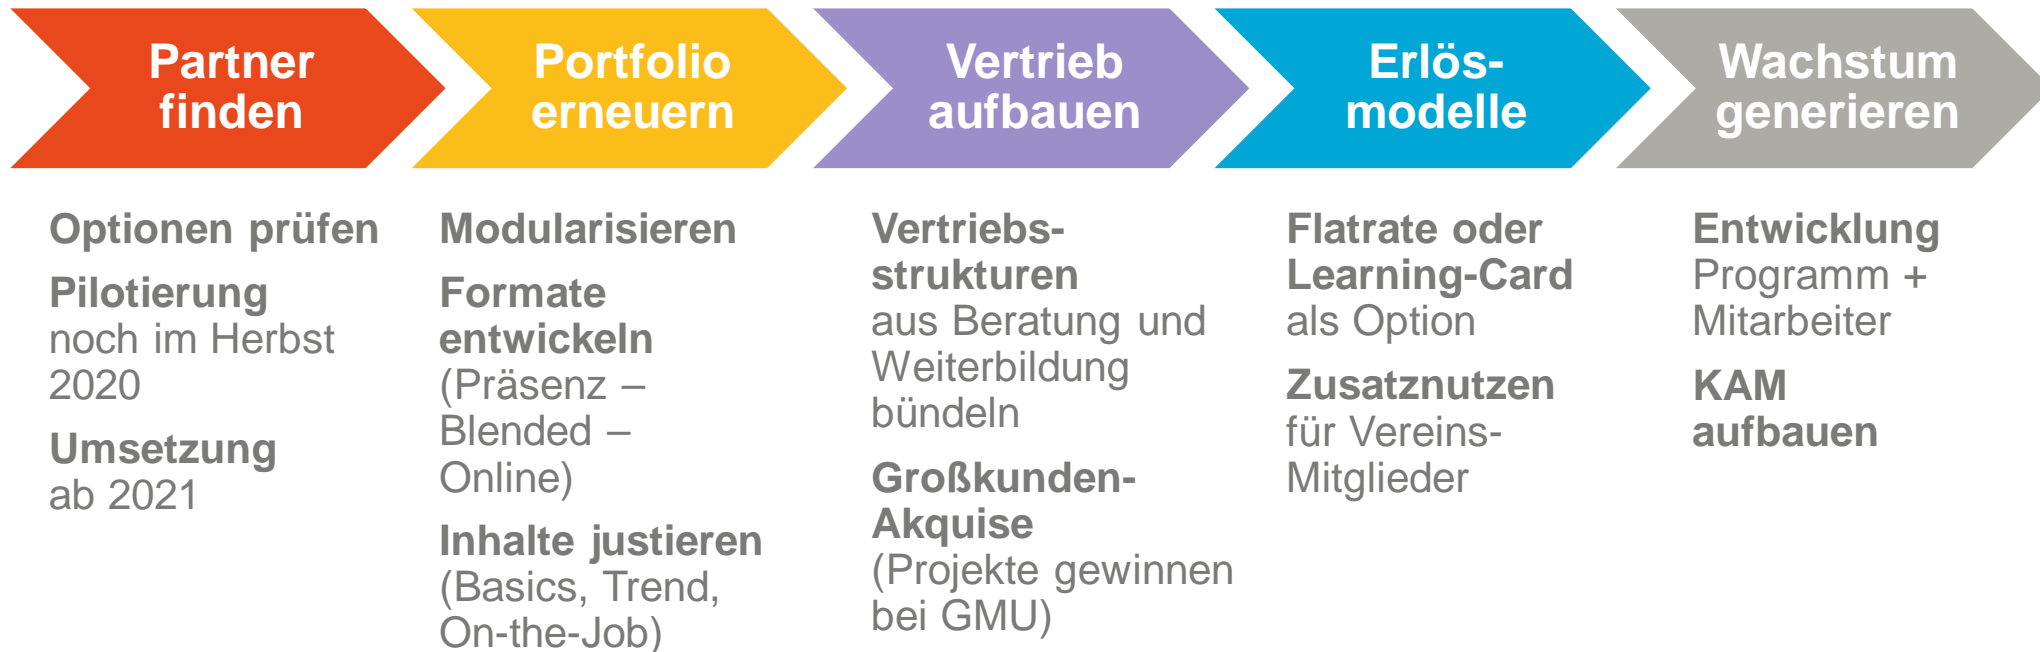 Partner
finden
Portfolio
erneuern
Vertrieb
aufbauen
Erlös-
modelle
Wachstum
generieren
Optionen prüfen
Pilotierung
noch im Herbst
2020
Umsetzung
ab 2021
Modularisieren
Formate
entwickeln
(Präsenz –
Blended –
Online)
Inhalte justieren
(Basics, Trend,
On-the-Job)
Vertriebs-
strukturen
aus Beratung und
Weiterbildung
bündeln
Großkunden-
Akquise
(Projekte gewinnen
bei GMU)
Flatrate oder
Learning-Card
als Option
Zusatznutzen
für Vereins-
Mitglieder
Entwicklung
Programm +
Mitarbeiter
KAM
aufbauen